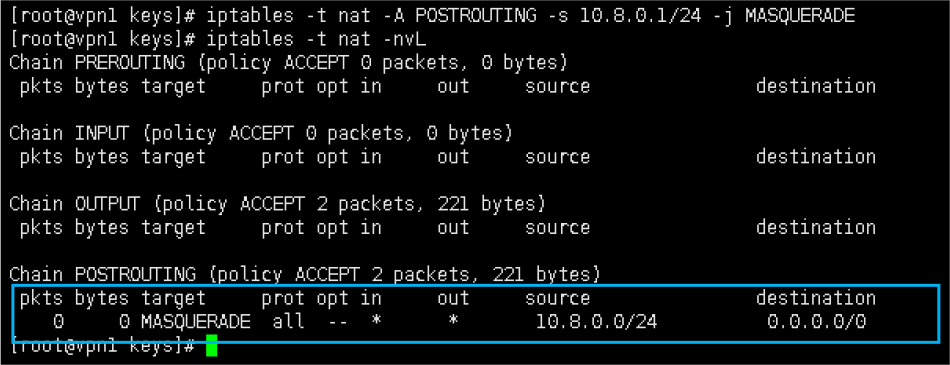 [root@vpn1 keys]# iptables -t nat -A POSTROUTING -s 10.8.0.1/24 -j MASQUERADE
[root@vpn1 keys]# iptables -t nat -nvL
Chain PREROUTING (policy ACCEPT 0 packets, 0 bytes)
 pkts bytes target     prot opt in     out     source               destination

Chain INPUT (policy ACCEPT 0 packets, 0 bytes)
 pkts bytes target     prot opt in     out     source               destination

Chain OUTPUT (policy ACCEPT 2 packets, 221 bytes)
 pkts bytes target     prot opt in     out     source               destination

Chain POSTROUTING (policy ACCEPT 2 packets, 221 bytes)
 pkts bytes target     prot opt in     out     source               destination
    0     0 MASQUERADE  all  --  *      *       10.8.0.0/24          0.0.0.0/0
[root@vpn1 keys]#